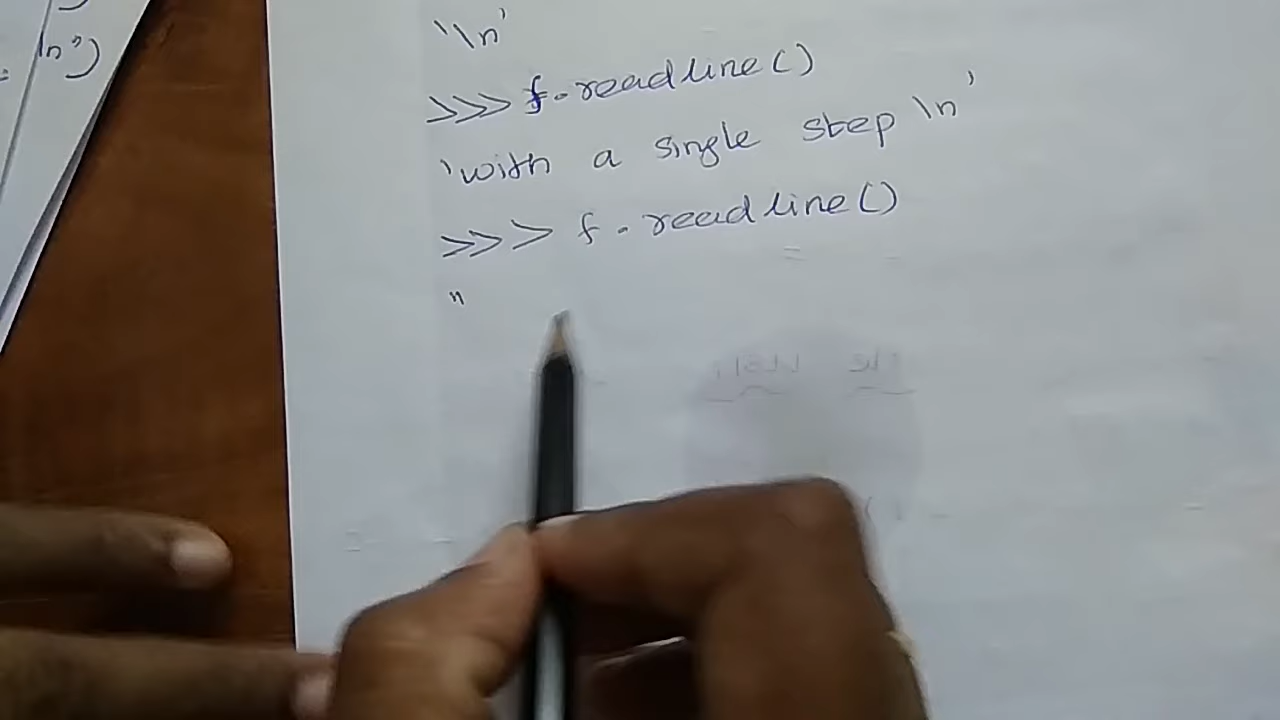 \n")
'\n'
>>> f.readline()
'with a single step \n'
>>> f.readline()
"